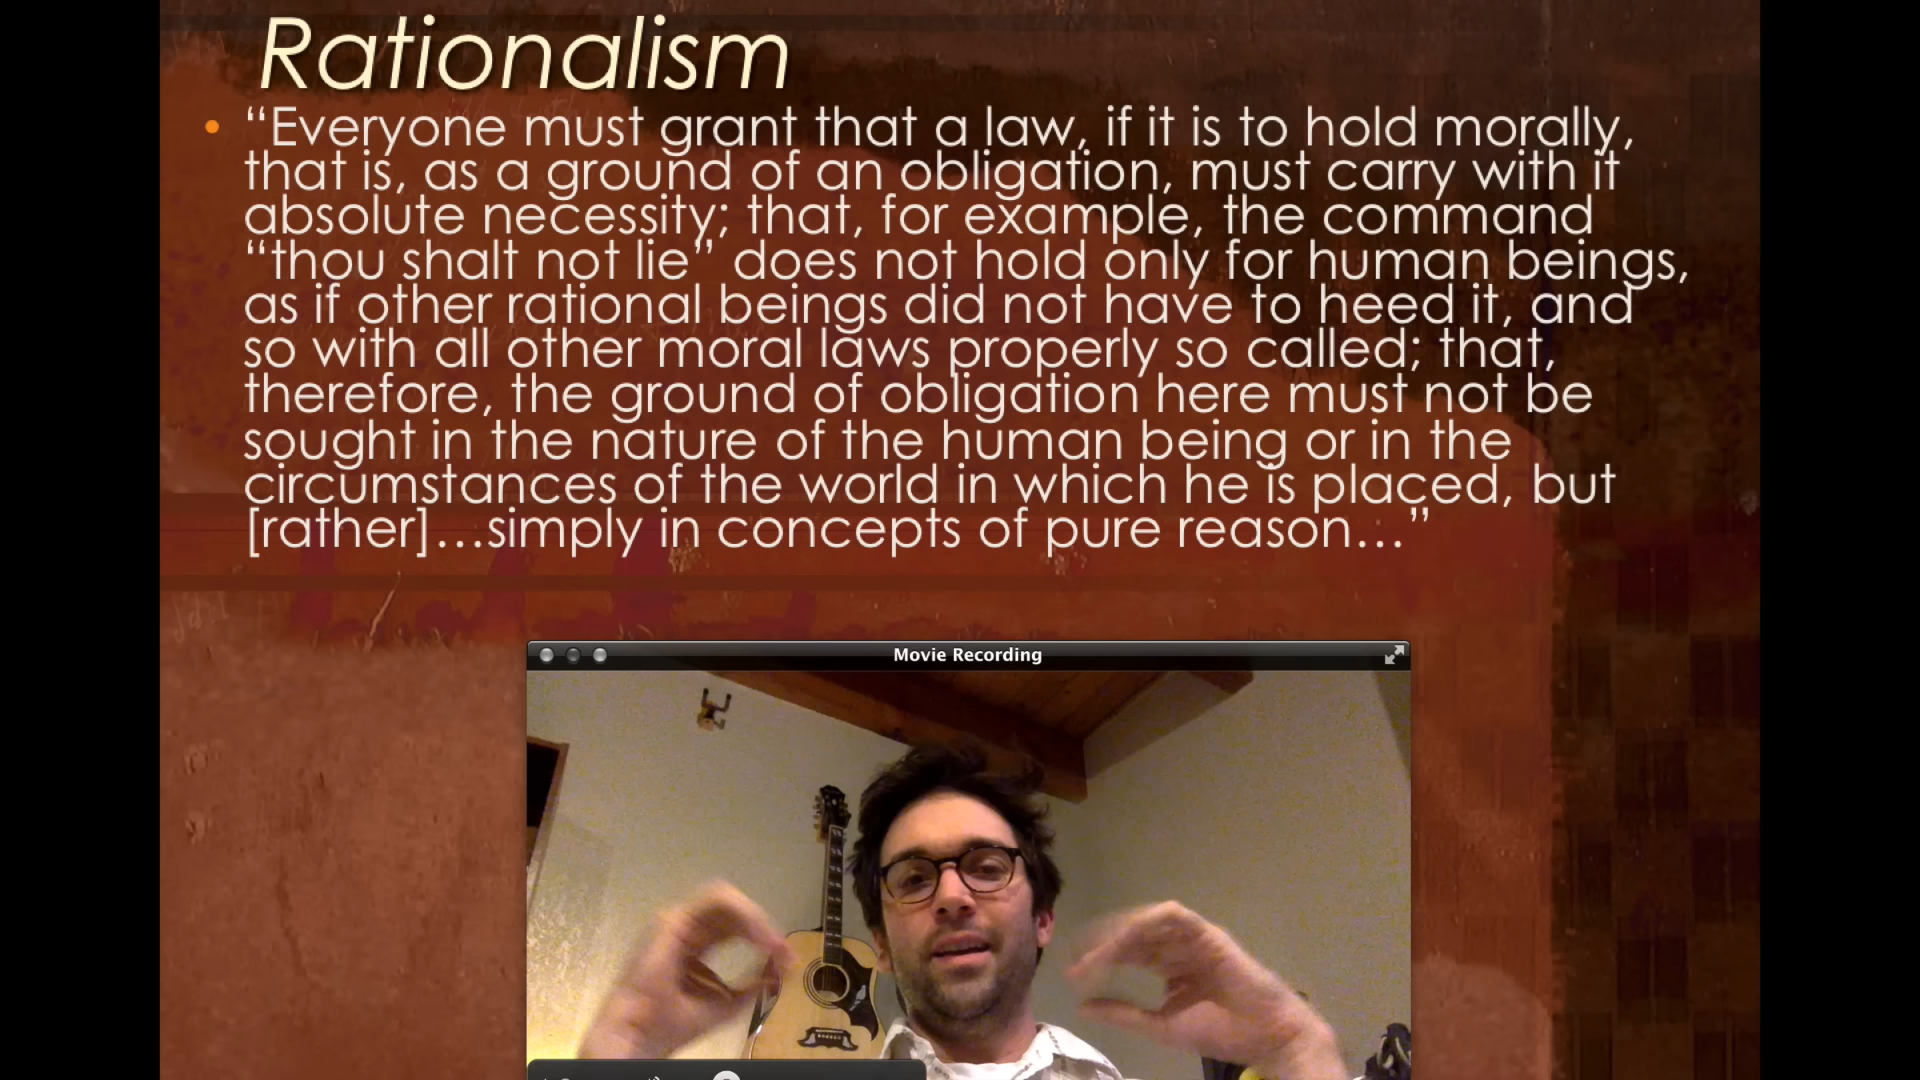 Rationalism
• “Everyone must grant that a law, if it is to hold morally,
that is, as a ground of an obligation, must carry with it
absolute necessity; that, for example, the command
“thou shalt not lie” does not hold only for human beings,
as if other rational beings did not have to heed it, and
so with all other moral laws properly so called; that,
therefore, the ground of obligation here must not be
sought in the nature of the human being or in the
circumstances of the world in which he is placed, but
[rather]…simply in concepts of pure reason…”
Movie Recording